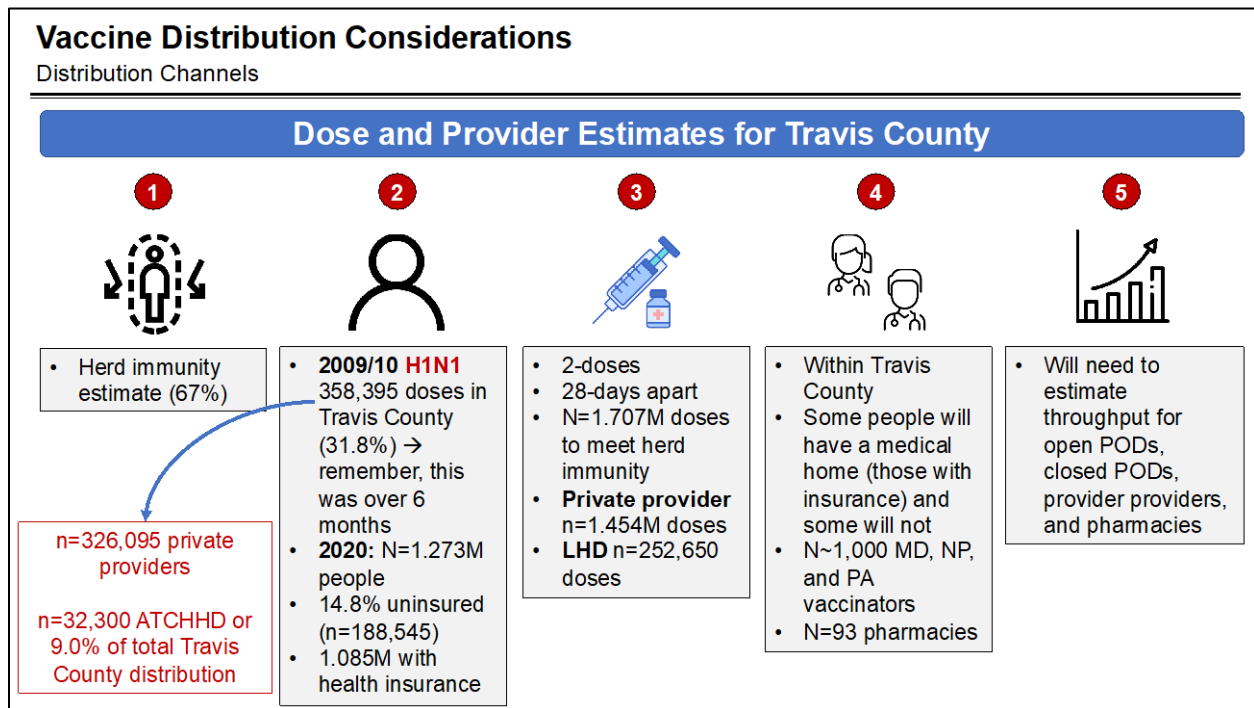 Vaccine Distribution Considerations
Distribution Channels
Dose and Provider Estimates for Travis County
1
• Herd immunity
estimate (67%)
n=326,095 private
providers
n=32,300 ATCHHD or
9.0% of total Travis
County distribution
2
• 2009/10 H1N1
358,395 doses in
Travis County
(31.8%) →
remember, this
was over 6
months
• 2020: N=1.273M
people
• 14.8% uninsured
(n=188,545)
• 1.085M with
health insurance
3
• 2-doses
• 28-days apart
• N=1.707M doses
to meet herd
immunity
• Private provider
n=1.454M doses
• LHD n=252,650
doses
4
• Within Travis
County
• Some people will
have a medical
home (those with
insurance) and
some will not
• N~1,000 MD, NP,
and PA
vaccinators
• N=93 pharmacies
5
• Will need to
estimate
throughput for
open PODs,
closed PODs,
provider providers,
and pharmacies